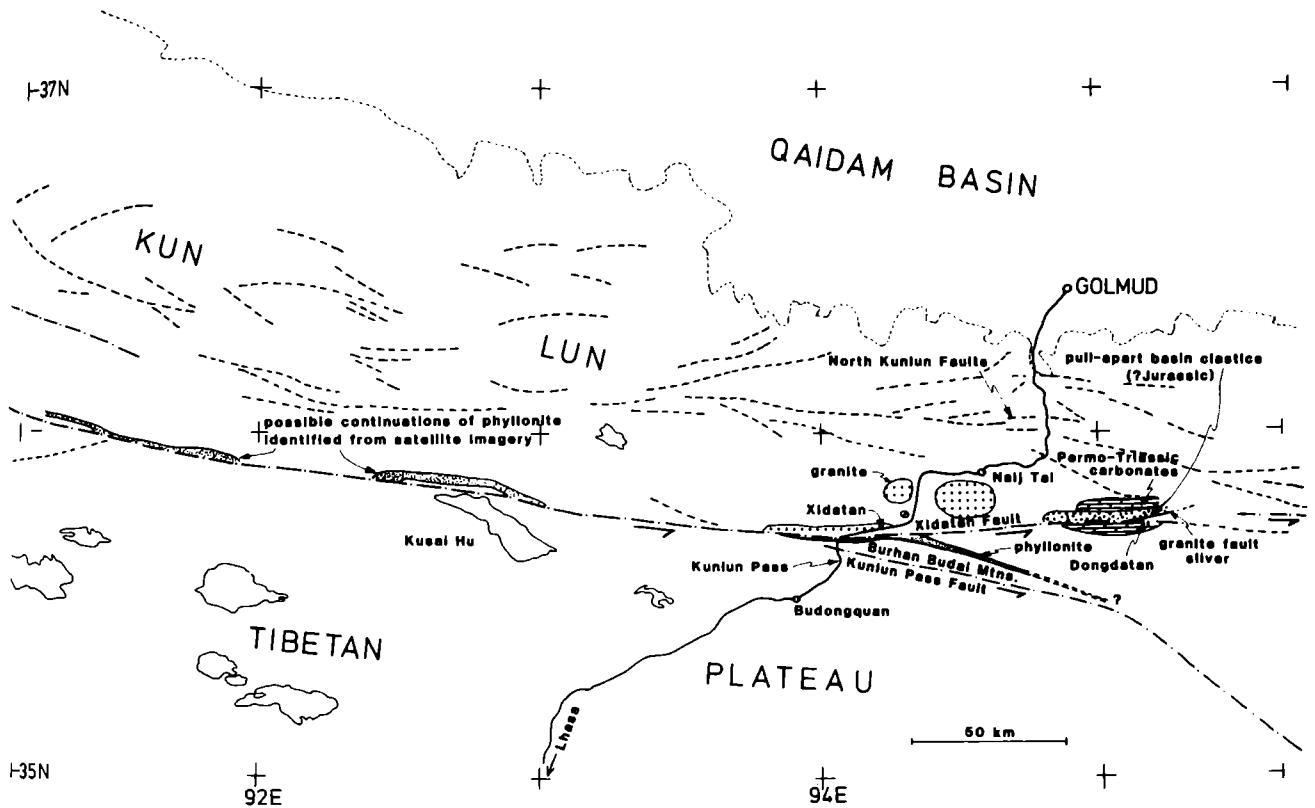 37N
QAIDAM BASIN
KUN
GOLMUD
LUN
North Kunlun Faults
pull-apart basin clastics
(?Jurassic)
possible continuations of phyllonite
identified from satellite imagery
Permo-Triassic
carbonates
granite
Naij Tal
Xidatan
Xidatan Fault
Kusai Hu
phyllonite
granite fault
sliver
Burhan Budai Mtns.
Dongdatan
Kunlun Pass
Kunlun Pass Fault
?
Budongquan
TIBETAN
PLATEAU
Lhasa
50 km
35N
92E
94E